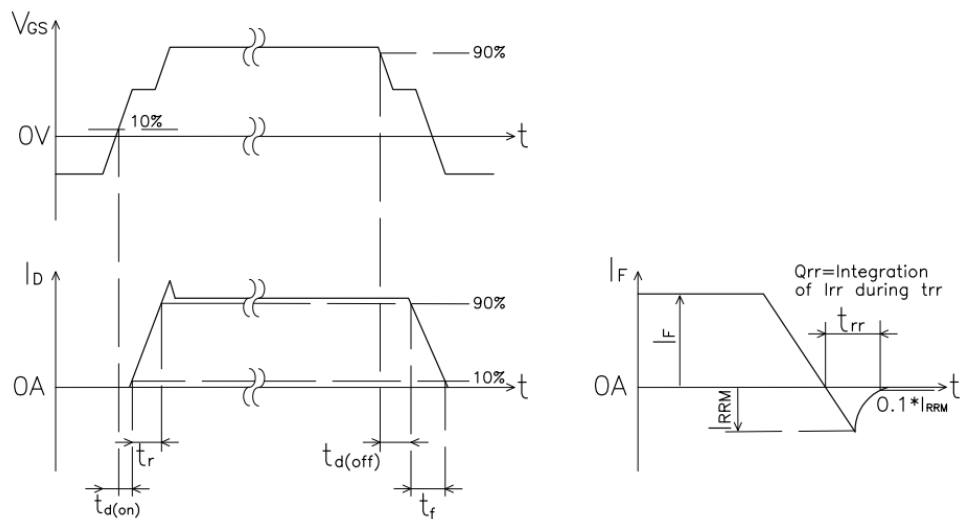 VGS
90%
10%
0V
t
ID
90%
0A
10%
t
tr
td(off)
td(on)
tf
IF
Qrr=Integration
of Irr during trr
trr
IF
0A
t
IRRM
0.1*IRRM